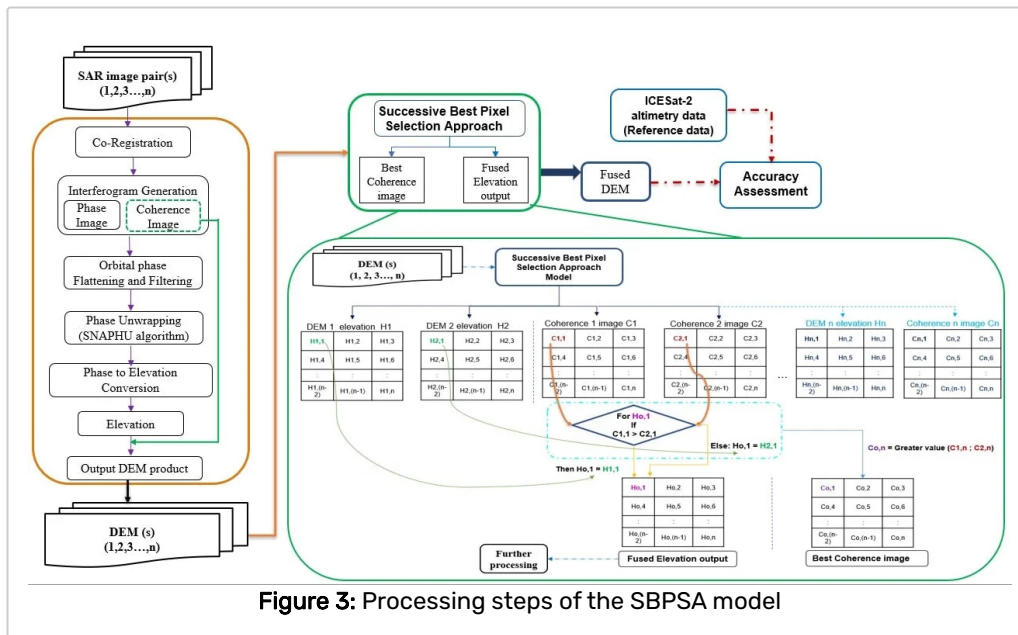 SAR image pair(s)
(1,2,3…,n)
Co-Registration
Interferogram Generation
Phase
Image
Coherence
Image
Orbital phase
Flattening and Filtering
Phase Unwrapping
(SNAPHU algorithm)
Phase to Elevation
Conversion
Elevation
Output DEM product
DEM (s)
(1,2,3…,n)
Successive Best Pixel
Selection Approach
Best
Coherence
image
Fused
Elevation
output
Fused
DEM
ICESat-2
altimetry data
(Reference data)
Accuracy
Assessment
DEM (s)
(1, 2, 3…, n)
Successive Best Pixel
Selection Approach
Model
DEM 1 elevation H1
H1,1 H1,2 H1,3
H1,4 H1,5 H1,6
: : :
H1,(n-2) H1,(n-1) H1,n
DEM 2 elevation H2
H2,1 H2,2 H2,3
H2,4 H2,5 H2,6
: : :
H2,(n-2) H2,(n-1) H2,n
Coherence 1 image C1
C1,1 C1,2 C1,3
C1,4 C1,5 C1,6
: : :
C1,(n-2) C1,(n-1) C1,n
Coherence 2 image C2
C2,1 C2,2 C2,3
C2,4 C2,5 C2,6
: : :
C2,(n-2) C2,(n-1) C2,n
...
DEM n elevation Hn
Hn,1 Hn,2 Hn,3
Hn,4 Hn,5 Hn,6
: : :
Hn,(n-2) Hn,(n-1) Hn,n
Coherence n image Cn
Cn,1 Cn,2 Cn,3
Cn,4 Cn,5 Cn,6
: : :
Cn,(n-2) Cn,(n-1) Cn,n
For Ho,1
If
C1,1 > C2,1
Else: Ho,1 = H2,1
Then Ho,1 = H1,1
Co,n = Greater value (C1,n ; C2,n)
Ho,1 Ho,2 Ho,3
Ho,4 Ho,5 Ho,6
: : :
Ho,(n-2) Ho,(n-1) Ho,n
Fused Elevation output
Co,1 Co,2 Co,3
Co,4 Co,5 Co,6
: : :
Co,(n-2) Co,(n-1) Co,n
Best Coherence image
Further
processing
Figure 3: Processing steps of the SBPSA model